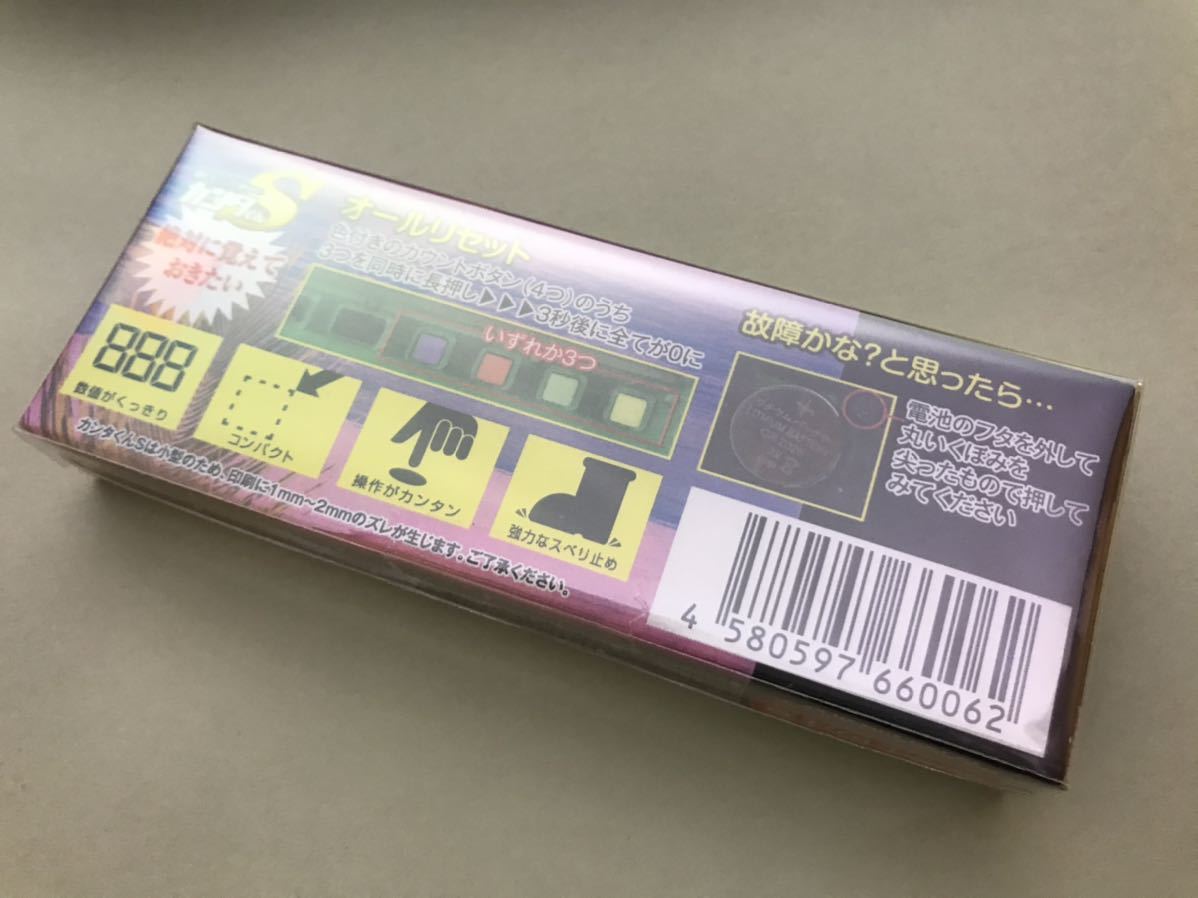 カンタくんS
絶対に覚えて
おきたい
オールリセット
色付きのカウントボタン(4つ)のうち
3つを同時に長押し▶▶▶3秒後に全てが0に
いずれか3つ
888
数値がくっきり
コンパクト
操作がカンタン
強力なスベリ止め
カンタくんSは小型のため、印刷に1mm~2mmのズレが生じます。ご了承ください。
故障かな?と思ったら…
電池のフタを外して
丸いくぼみを
尖ったもので押して
みてください
4 580597 660062